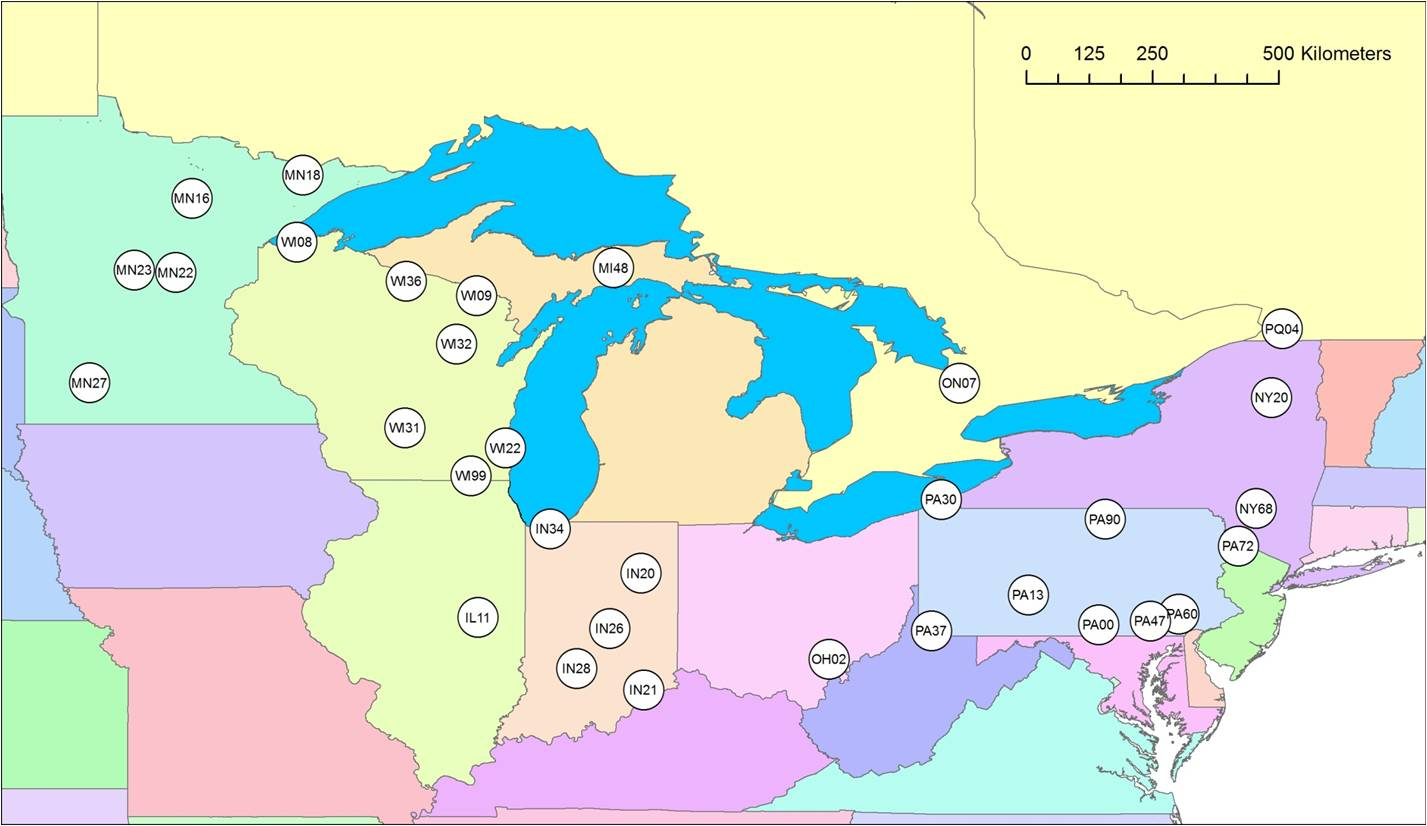 0 125 250 500 Kilometers
MN18
MN16
WI08
MN23 MN22
MI48
WI36
WI09
PQ04
WI32
MN27
ON07
NY20
WI31
WI22
WI99
PA30
NY68
PA90
IN34
PA72
IN20
PA13
PA60
IL11
PA47
PA00
IN26
PA37
OH02
IN28
IN21